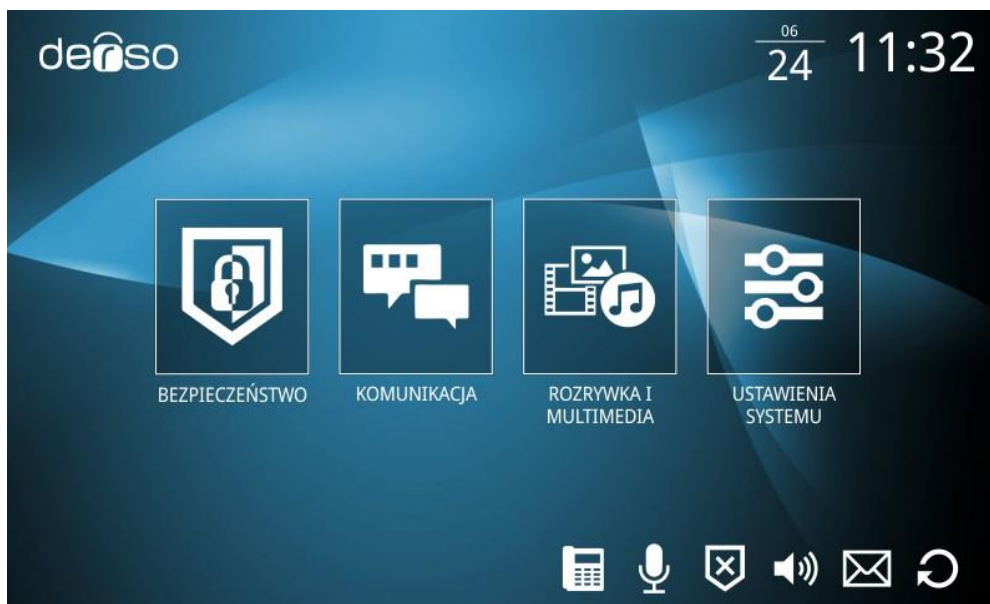 derso
06
24
11:32
BEZPIECZEŃSTWO
KOMUNIKACJA
ROZRYWKA I
MULTIMEDIA
USTAWIENIA
SYSTEMU